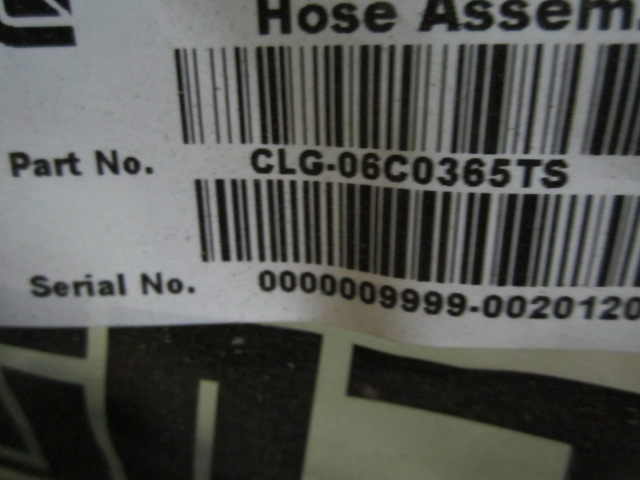 Hose Assem
Part No. CLG-06C0365TS
Serial No. 0000009999-0020120